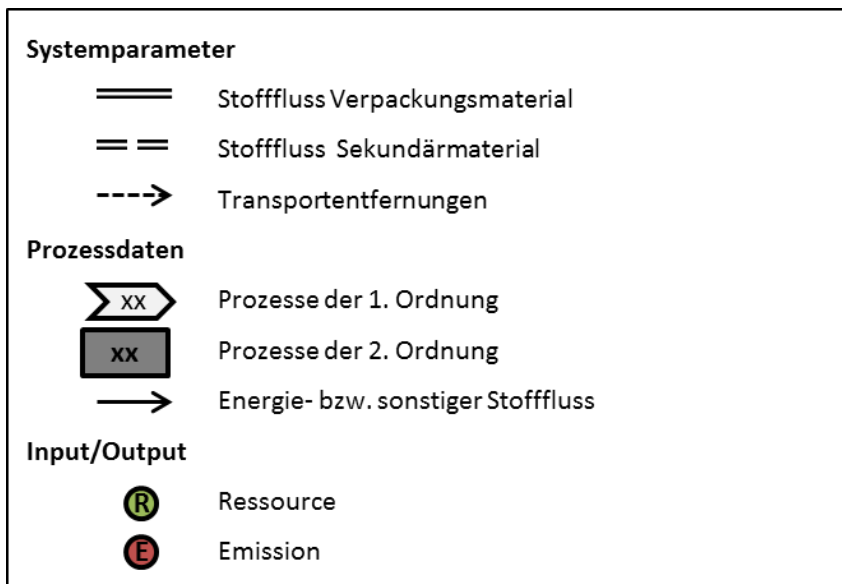 Systemparameter
Stofffluss Verpackungsmaterial
Stofffluss Sekundärmaterial
Transportentfernungen
Prozessdaten
xx Prozesse der 1. Ordnung
xx Prozesse der 2. Ordnung
Energie- bzw. sonstiger Stofffluss
Input/Output
R Ressource
E Emission